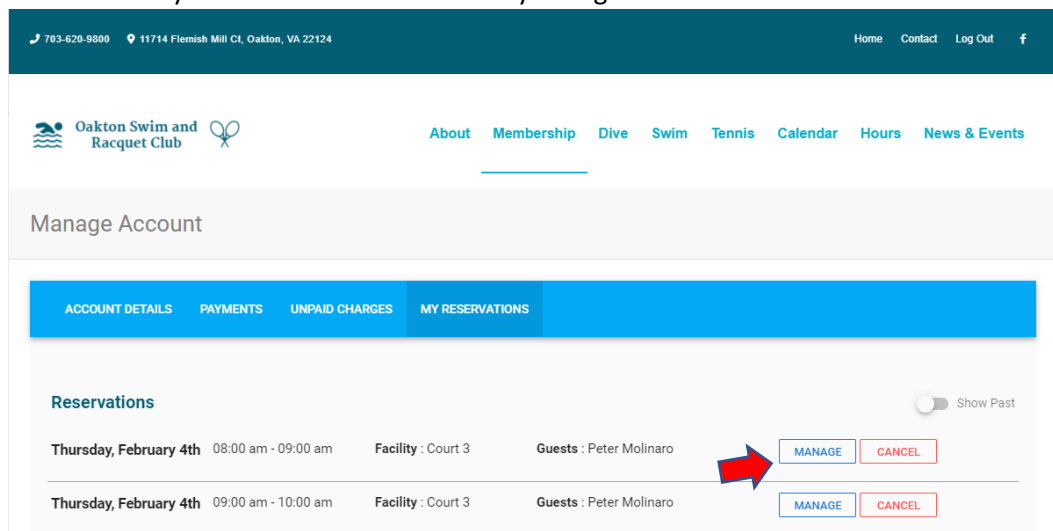 703-620-9800 11714 Flemish Mill Ct, Oakton, VA 22124 Home Contact Log Out f
Oakton Swim and
Racquet Club
About Membership Dive Swim Tennis Calendar Hours News & Events
Manage Account
ACCOUNT DETAILS PAYMENTS UNPAID CHARGES MY RESERVATIONS
Reservations Show Past
Thursday, February 4th 08:00 am - 09:00 am Facility : Court 3 Guests : Peter Molinaro MANAGE CANCEL
Thursday, February 4th 09:00 am - 10:00 am Facility : Court 3 Guests : Peter Molinaro MANAGE CANCEL